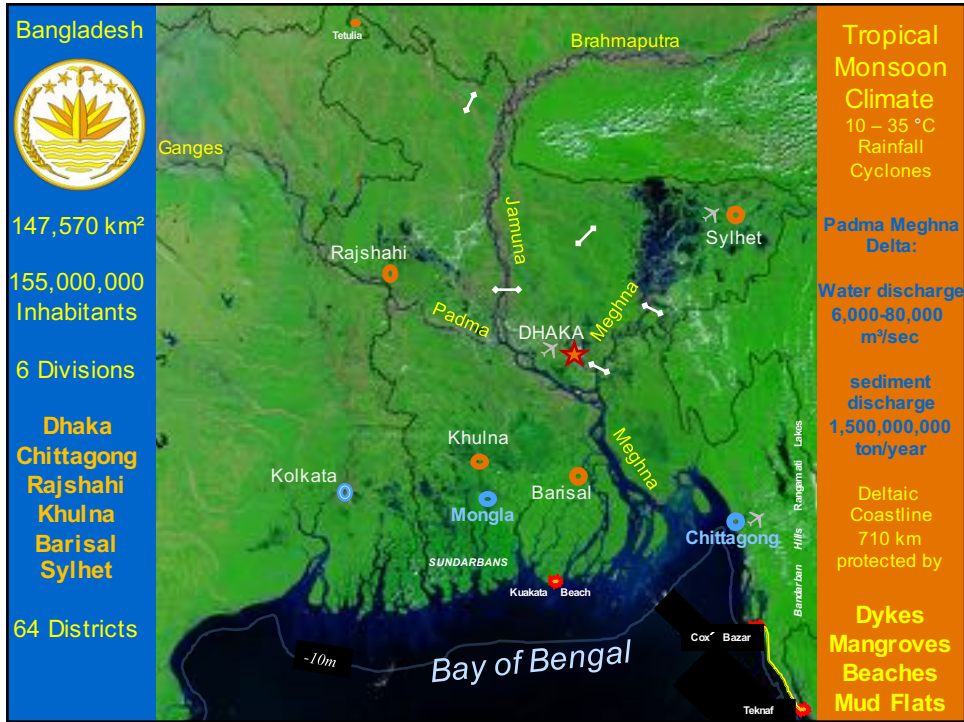 Bangladesh
147,570 km²
155,000,000
Inhabitants
6 Divisions
Dhaka
Chittagong
Rajshahi
Khulna
Barisal
Sylhet
64 Districts
Tetulia
Brahmaputra
Ganges
Jamuna
Sylhet
Rajshahi
Padma
Meghna
DHAKA
Khulna
Kolkata
Mongla
Barisal
Meghna
Chittagong
Bandarban Hills Rangamati Lakes
SUNDARBANS
Kuakata Beach
Cox´ Bazar
-10m
Bay of Bengal
Teknaf
Tropical
Monsoon
Climate
10 – 35 °C
Rainfall
Cyclones
Padma Meghna
Delta:
Water discharge
6,000-80,000
m³/sec
sediment
discharge
1,500,000,000
ton/year
Deltaic
Coastline
710 km
protected by
Dykes
Mangroves
Beaches
Mud Flats